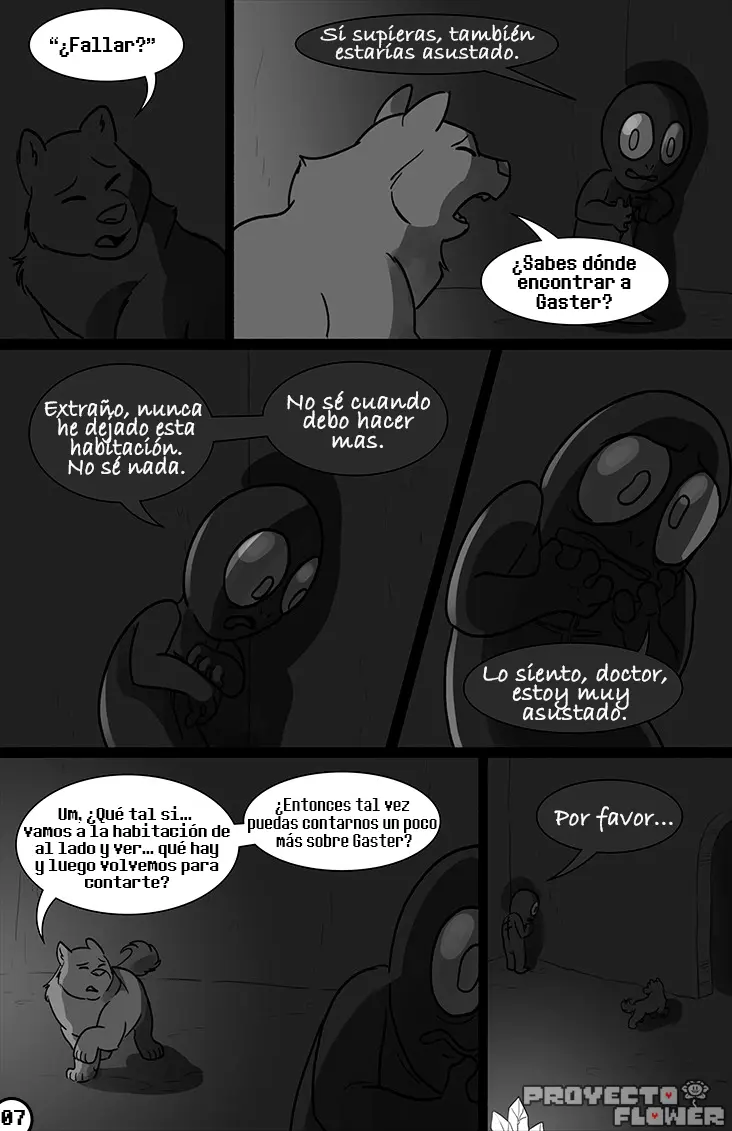 “¿Fallar?”
Si supieras, también
estarías asustado.
¿Sabes dónde
encontrar a
Gaster?
Extraño, nunca
he dejado esta
habitación.
No sé nada.
No sé cuando
debo hacer
mas.
Lo siento, doctor,
estoy muy
asustado.
Um, ¿Qué tal si...
vamos a la habitación de
al lado y ver... qué hay
y luego volvemos para
contarte?
¿Entonces tal vez
puedas contarnos un poco
más sobre Gaster?
Por favor...
07
PROYECTO
FLOWER